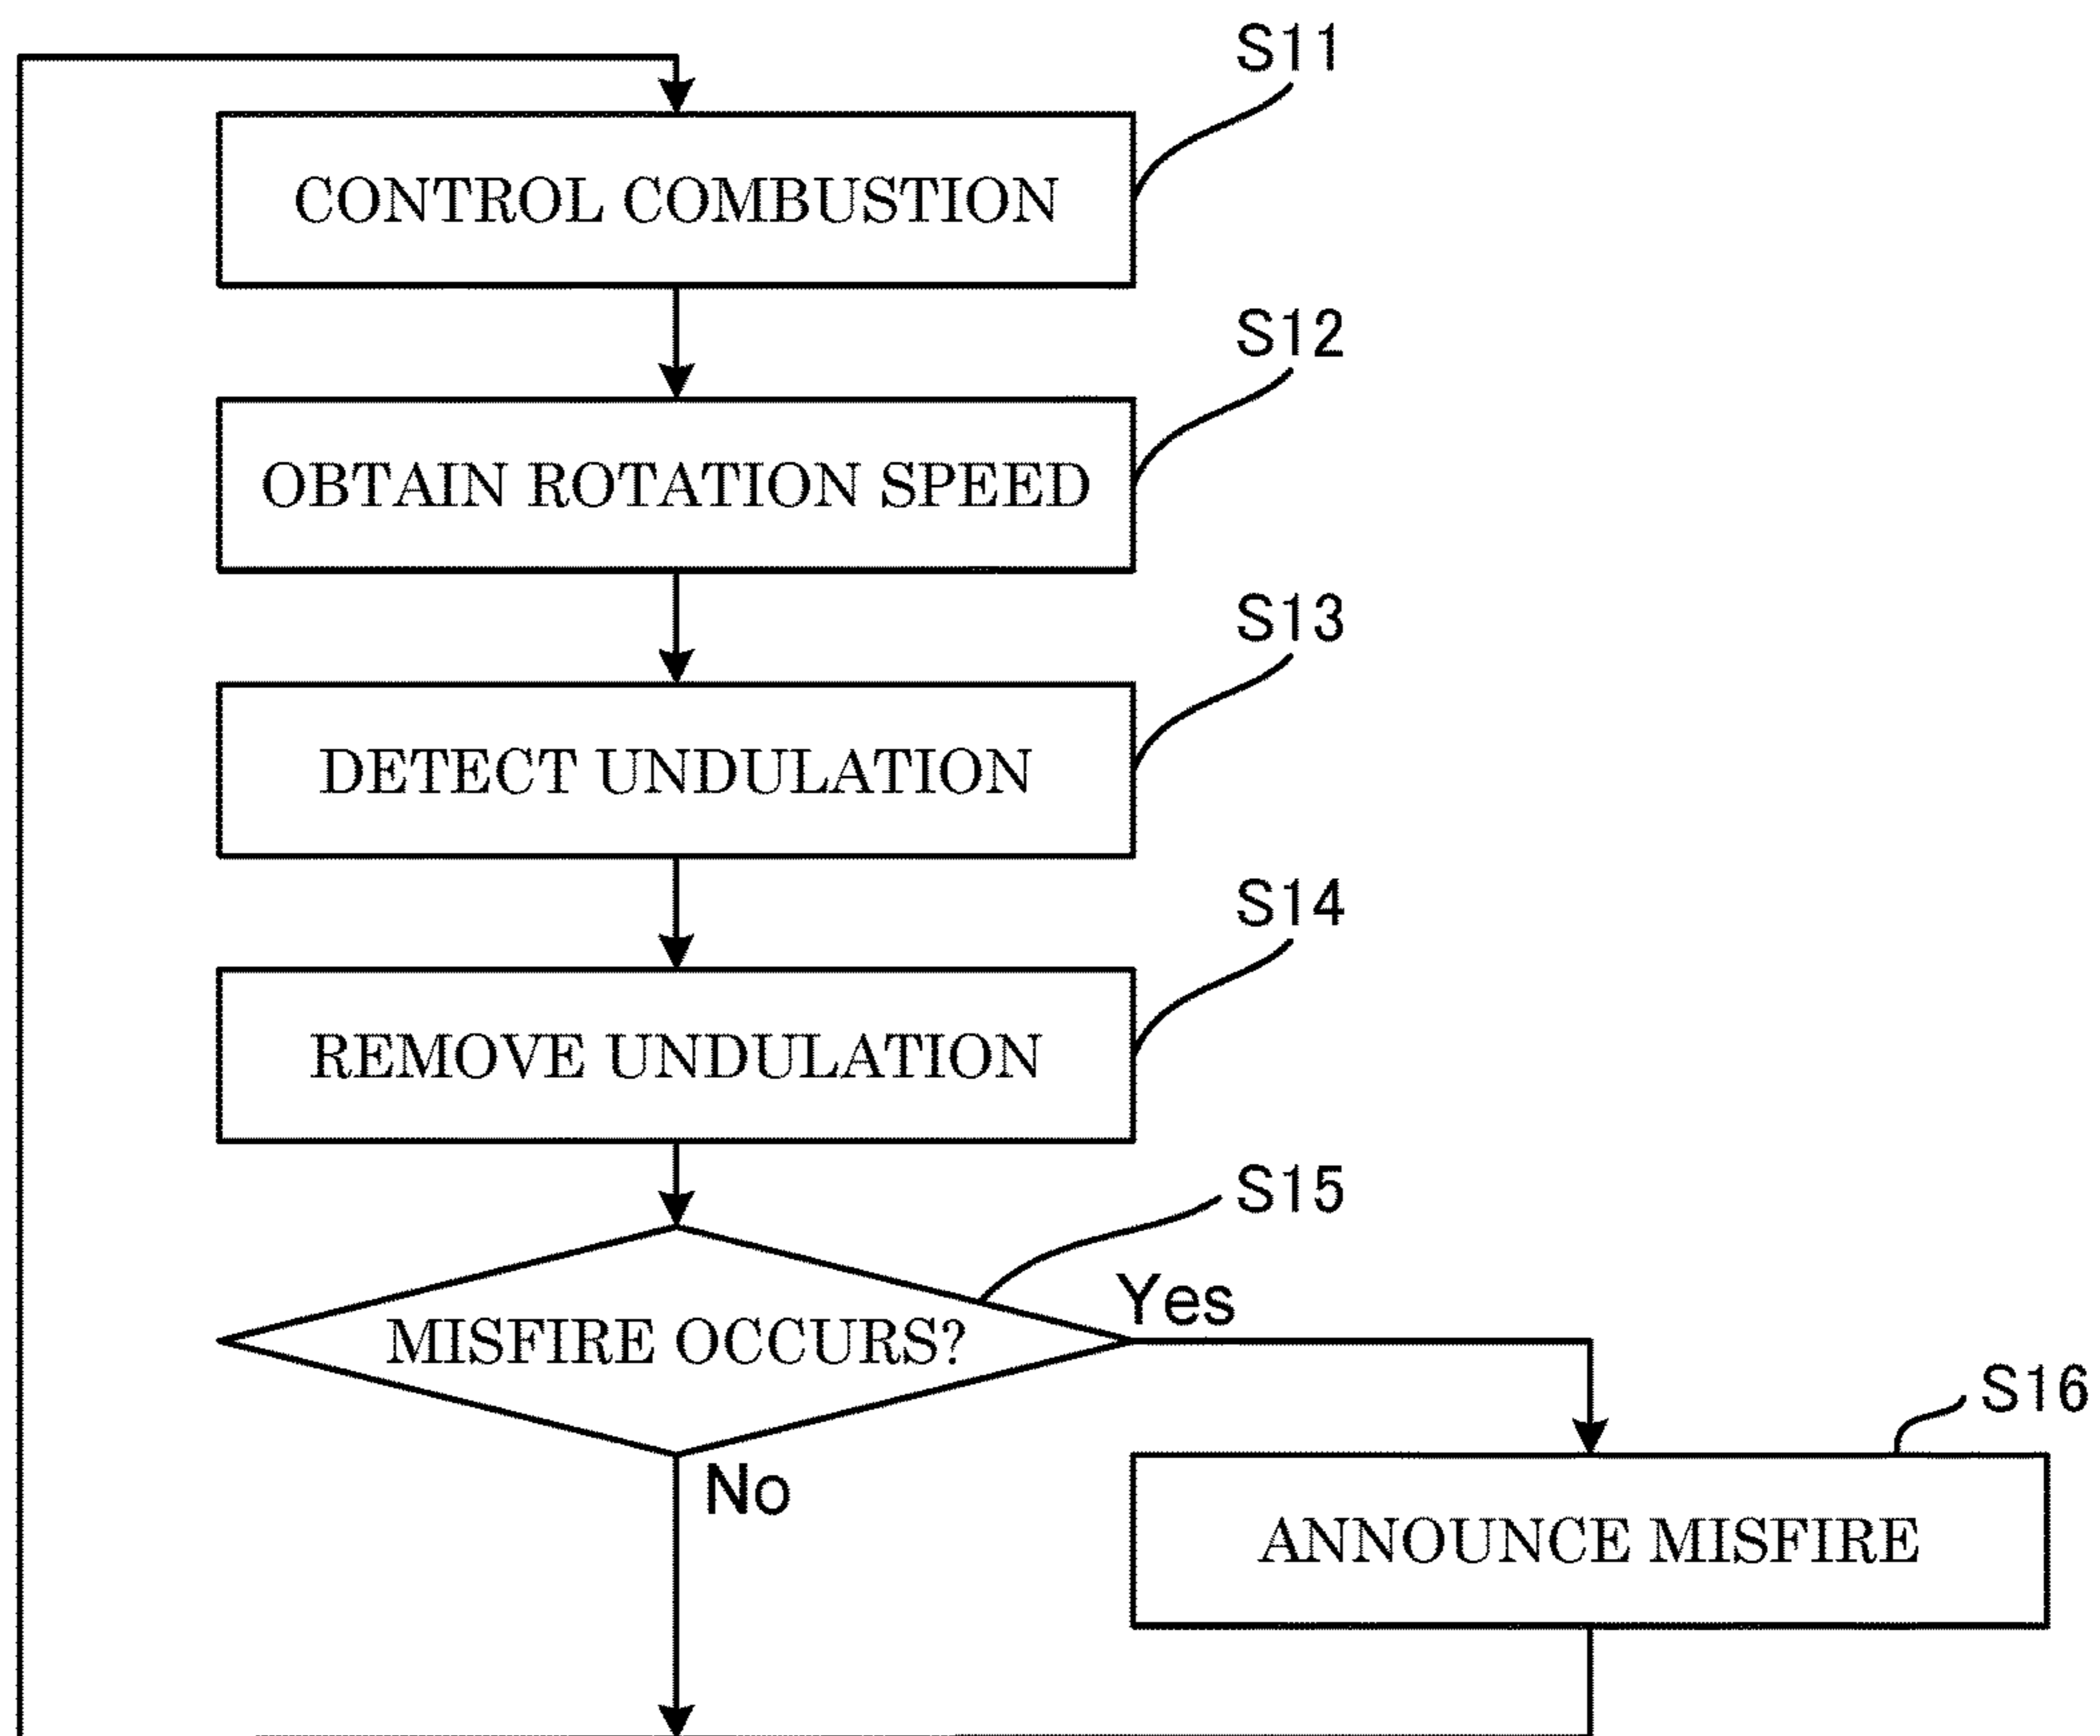 S11
CONTROL COMBUSTION
S12
OBTAIN ROTATION SPEED
S13
DETECT UNDULATION
S14
REMOVE UNDULATION
S15
MISFIRE OCCURS?
Yes
No
S16
ANNOUNCE MISFIRE